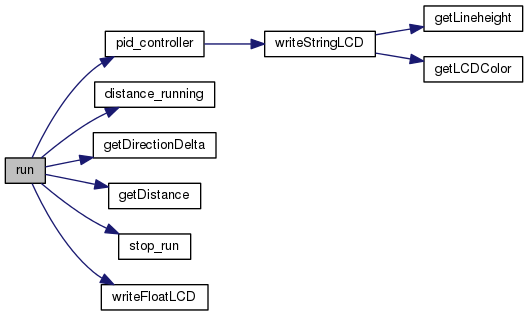 run
pid_controller
distance_running
getDirectionDelta
getDistance
stop_run
writeFloatLCD
writeStringLCD
getLineheight
getLCDColor